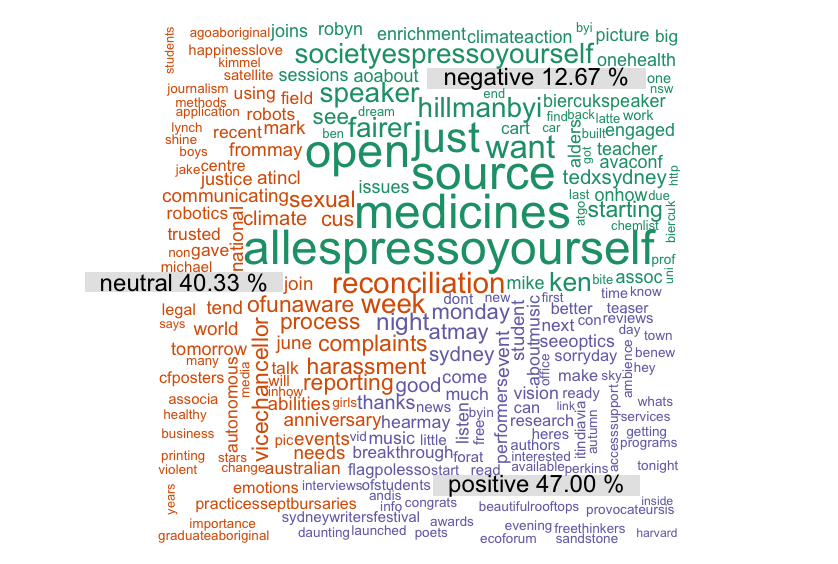 students agoaboriginal joins robyn enrichment climateaction byi picture big
happinesslove societyespressoyourself onehealth
kimmel
satellite sessions aoabout negative 12.67 % one
journalism using field speaker end nsw
methods hillmanbyi biercukspeaker
application robots see dream find back latte work
lynch recent mark ben fairer just cart car alders built engaged
shine open want got teacher
boys frommay avaconf
jake centre source tedxsydney http
justice atincl issues last onhow due
communicating sexual medicines atgo starting
robotics climate cus chemlist biercuk
trusted national
non gave allespressoyourself prof
michael uni
neutral 40.33 % join reconciliation mike ken bite assoc
legal tend ofunaware week dont new first time know
says world process night monday better teaser
vicechancellor atmay student aboutmusic next con reviews
tomorrow june complaints sydney performersevent seeoptics day town
many talk harassment office sorryday ambience benew
cfposters autonomous media will reporting good come make sky hey
associa inhow much vision ready
healthy abilities girls thanks news byin can link accesssupport whats
anniversary hearmay listen free research itindiavia autumn services
business pic events vid music little heres getting
printing stars needs breakthrough authors programs
violent change australian forat interested
flagpolesso start read available perkins tonight
years emotions interviews ofstudents positive 47.00 %
practicesseptbursaries andis info congrats beautifulrooftops provocateursis inside
importance sydneywritersfestival awards
graduateaboriginal daunting launched poets evening freethinkers
ecoforum sandstone harvard